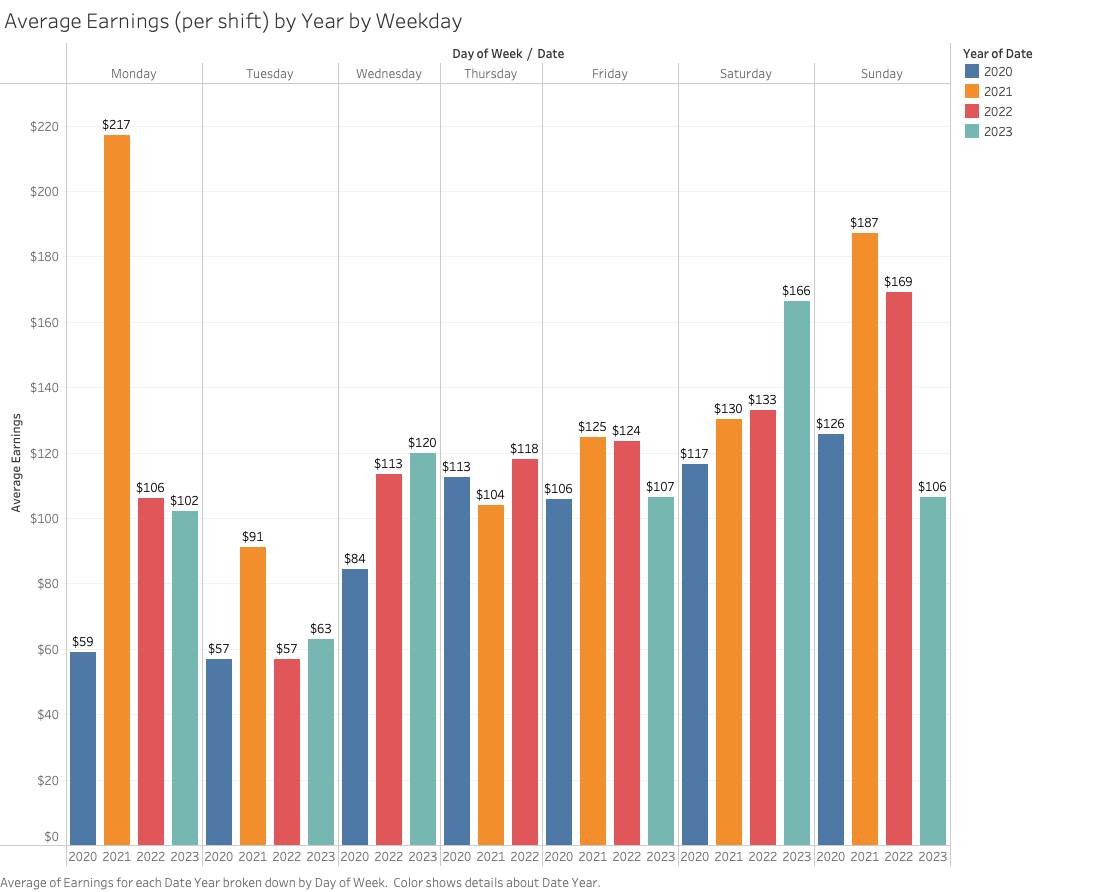 Average Earnings (per shift) by Year by Weekday
Day of Week / Date
Monday Tuesday Wednesday Thursday Friday Saturday Sunday
Year of Date
2020
2021
2022
2023
$220
$200
$180
$160
$140
$120
$100
$80
$60
$40
$20
$0
Average Earnings
$59 $217 $106 $102 $57 $91 $57 $63 $84 $113 $120 $113 $104 $118 $106 $125 $124 $107 $117 $130 $133 $166 $126 $187 $169 $106
2020 2021 2022 2023 2020 2021 2022 2023 2020 2022 2023 2020 2021 2022 2020 2021 2022 2023 2020 2021 2022 2023 2020 2021 2022 2023
Average of Earnings for each Date Year broken down by Day of Week. Color shows details about Date Year.